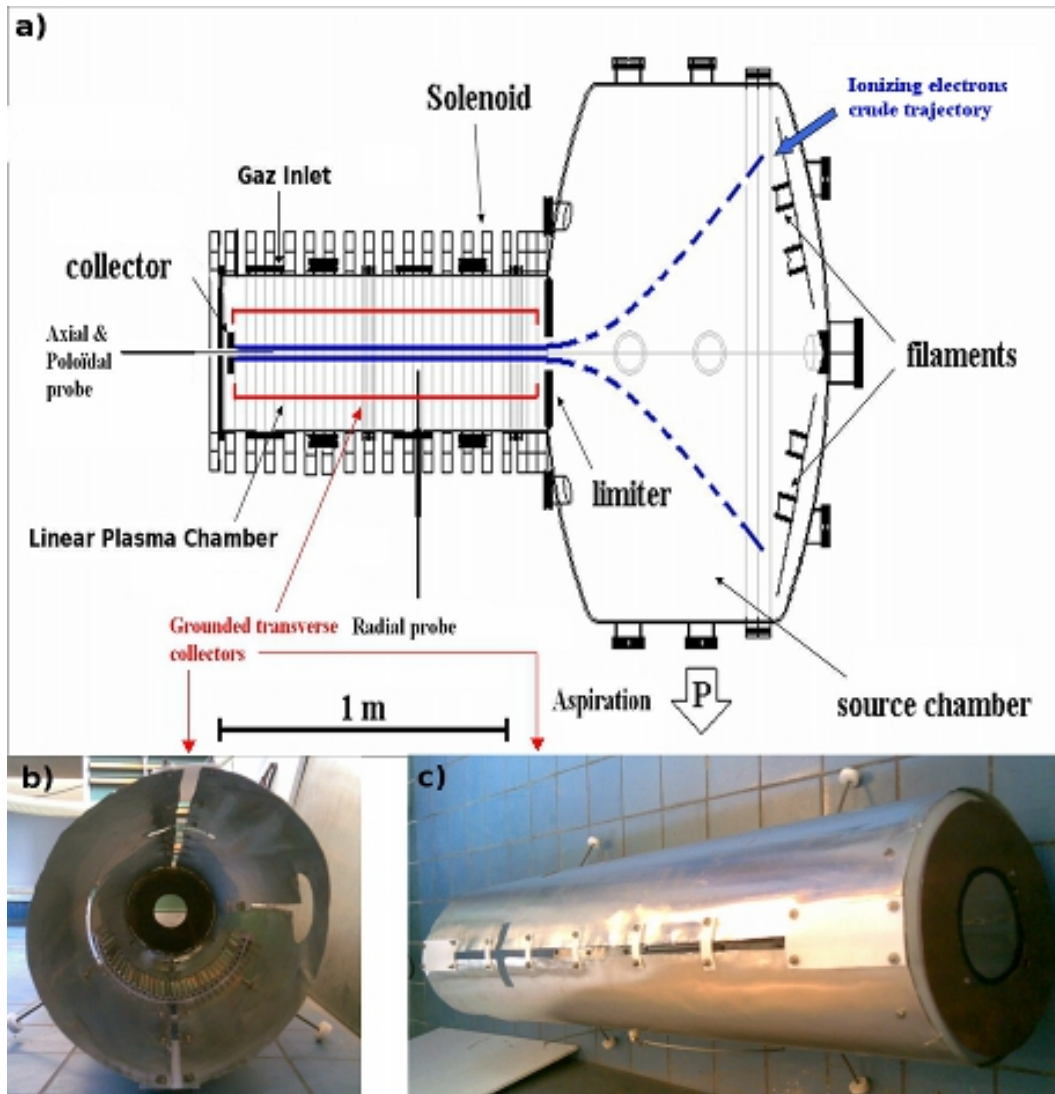 a)
Ionizing electrons
crude trajectory
Solenoid
Gaz Inlet
collector
Axial &
Poloïdal
probe
filaments
limiter
Linear Plasma Chamber
Grounded transverse
collectors
Radial probe
source chamber
1 m
Aspiration
P
b)
c)